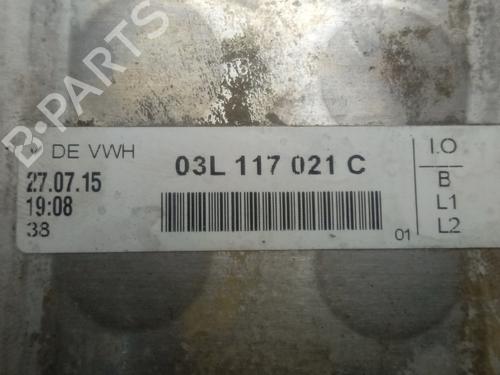 B-PARTS
DE VWH
03L 117 021 C
27.07.15
19:08
38
01
I.O
B
L1
L2